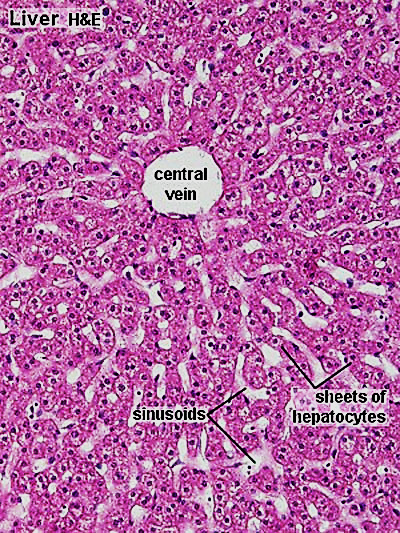 Liver H&E
central
vein
sinusoids
sheets of
hepatocytes